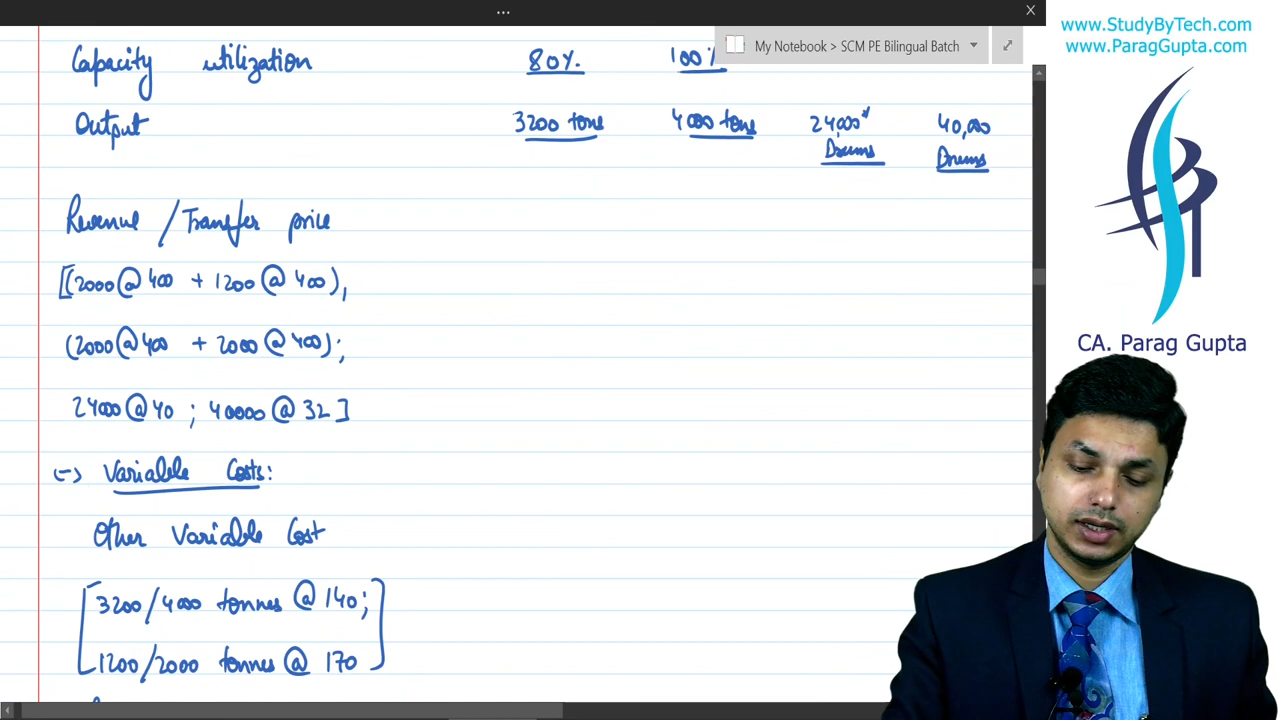 www.StudyByTech.com
www.ParagGupta.com
My Notebook > SCM PE Bilingual Batch
Capacity utilization 80%. 100%
Output 3200 tons 4000 tons 24,000* Drums 40,000 Drums
Revenue / Transfer price
[(2000@400 + 1200@400),
(2000@400 + 2000@400);
24000@40 ; 40000@32]
(-) Variable Costs:
Other Variable Cost
[3200/4000 tonnes @ 140;
1200/2000 tonnes @ 170]
CA. Parag Gupta